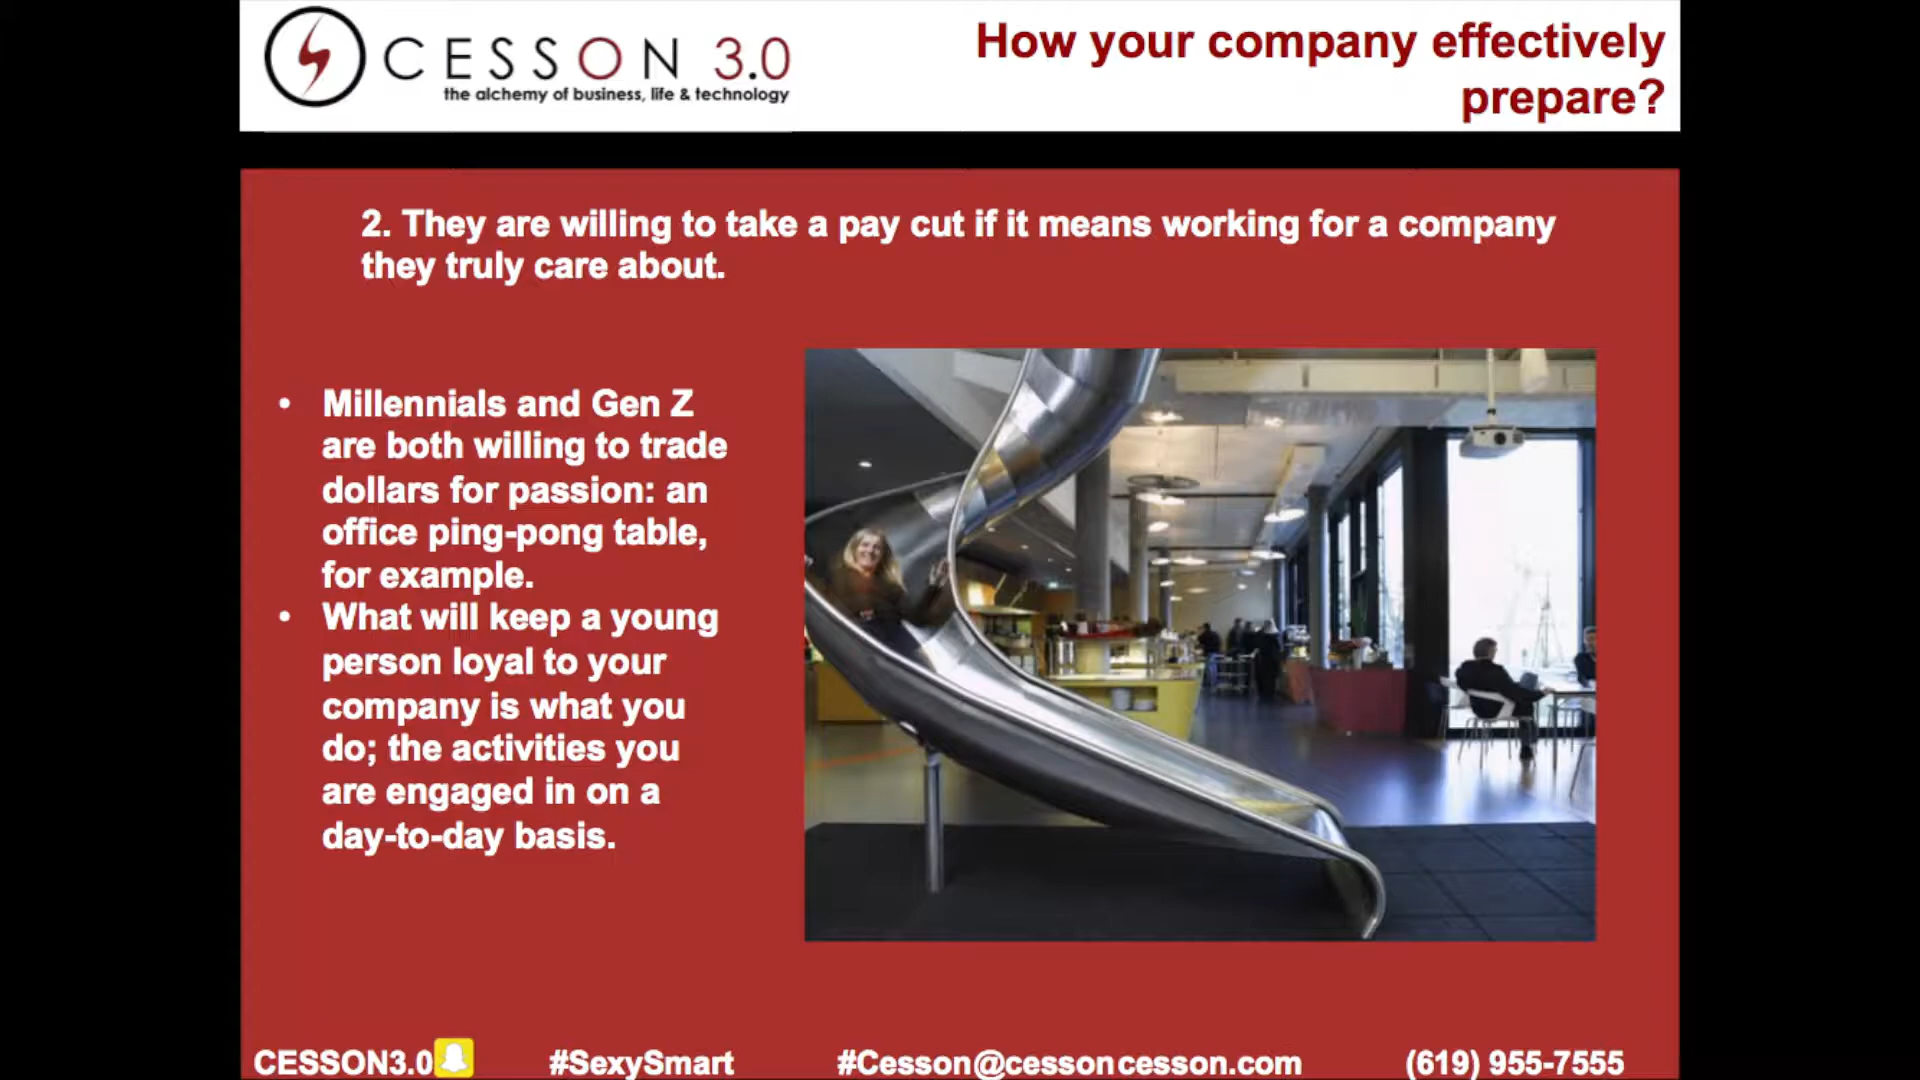 CESSON 3.0
the alchemy of business, life & technology
How your company effectively
prepare?
2. They are willing to take a pay cut if it means working for a company
they truly care about.
• Millennials and Gen Z
are both willing to trade
dollars for passion: an
office ping-pong table,
for example.
• What will keep a young
person loyal to your
company is what you
do; the activities you
are engaged in on a
day-to-day basis.
CESSON3.0 #SexySmart #Cesson@cessoncesson.com (619) 955-7555